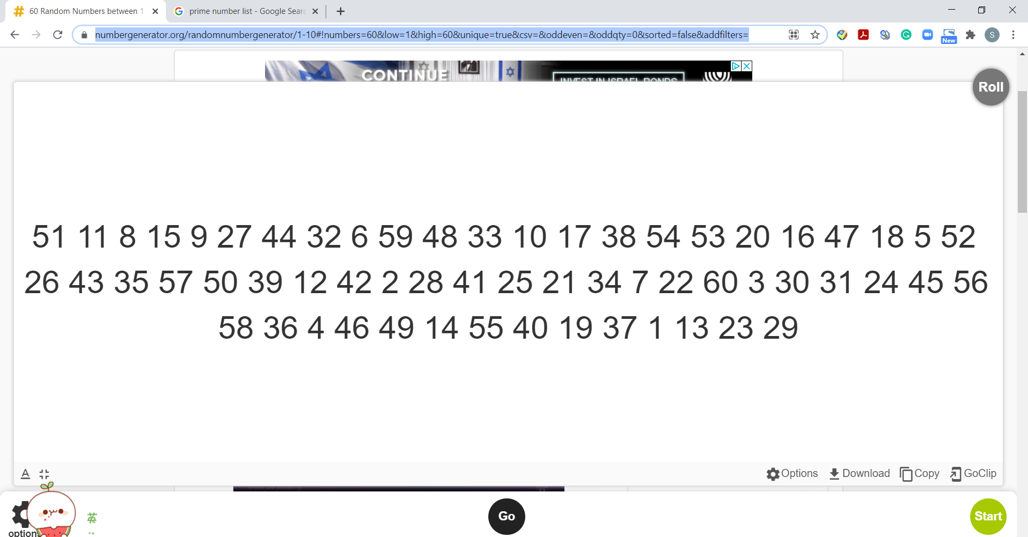 60 Random Numbers between 1
prime number list - Google Sear
numbergenerator.org/randomnumbergenerator/1-10#!numbers=60&low=1&high=60&unique=true&csv=&oddeven=&oddqty=0&sorted=false&addfilters=
S
New
CONTINUE
INVEST IN ISRAEL BONDS
Roll
51 11 8 15 9 27 44 32 6 59 48 33 10 17 38 54 53 20 16 47 18 5 52
26 43 35 57 50 39 12 42 2 28 41 25 21 34 7 22 60 3 30 31 24 45 56
58 36 4 46 49 14 55 40 19 37 1 13 23 29
A
Options Download Copy GoClip
英
option
Go
Start